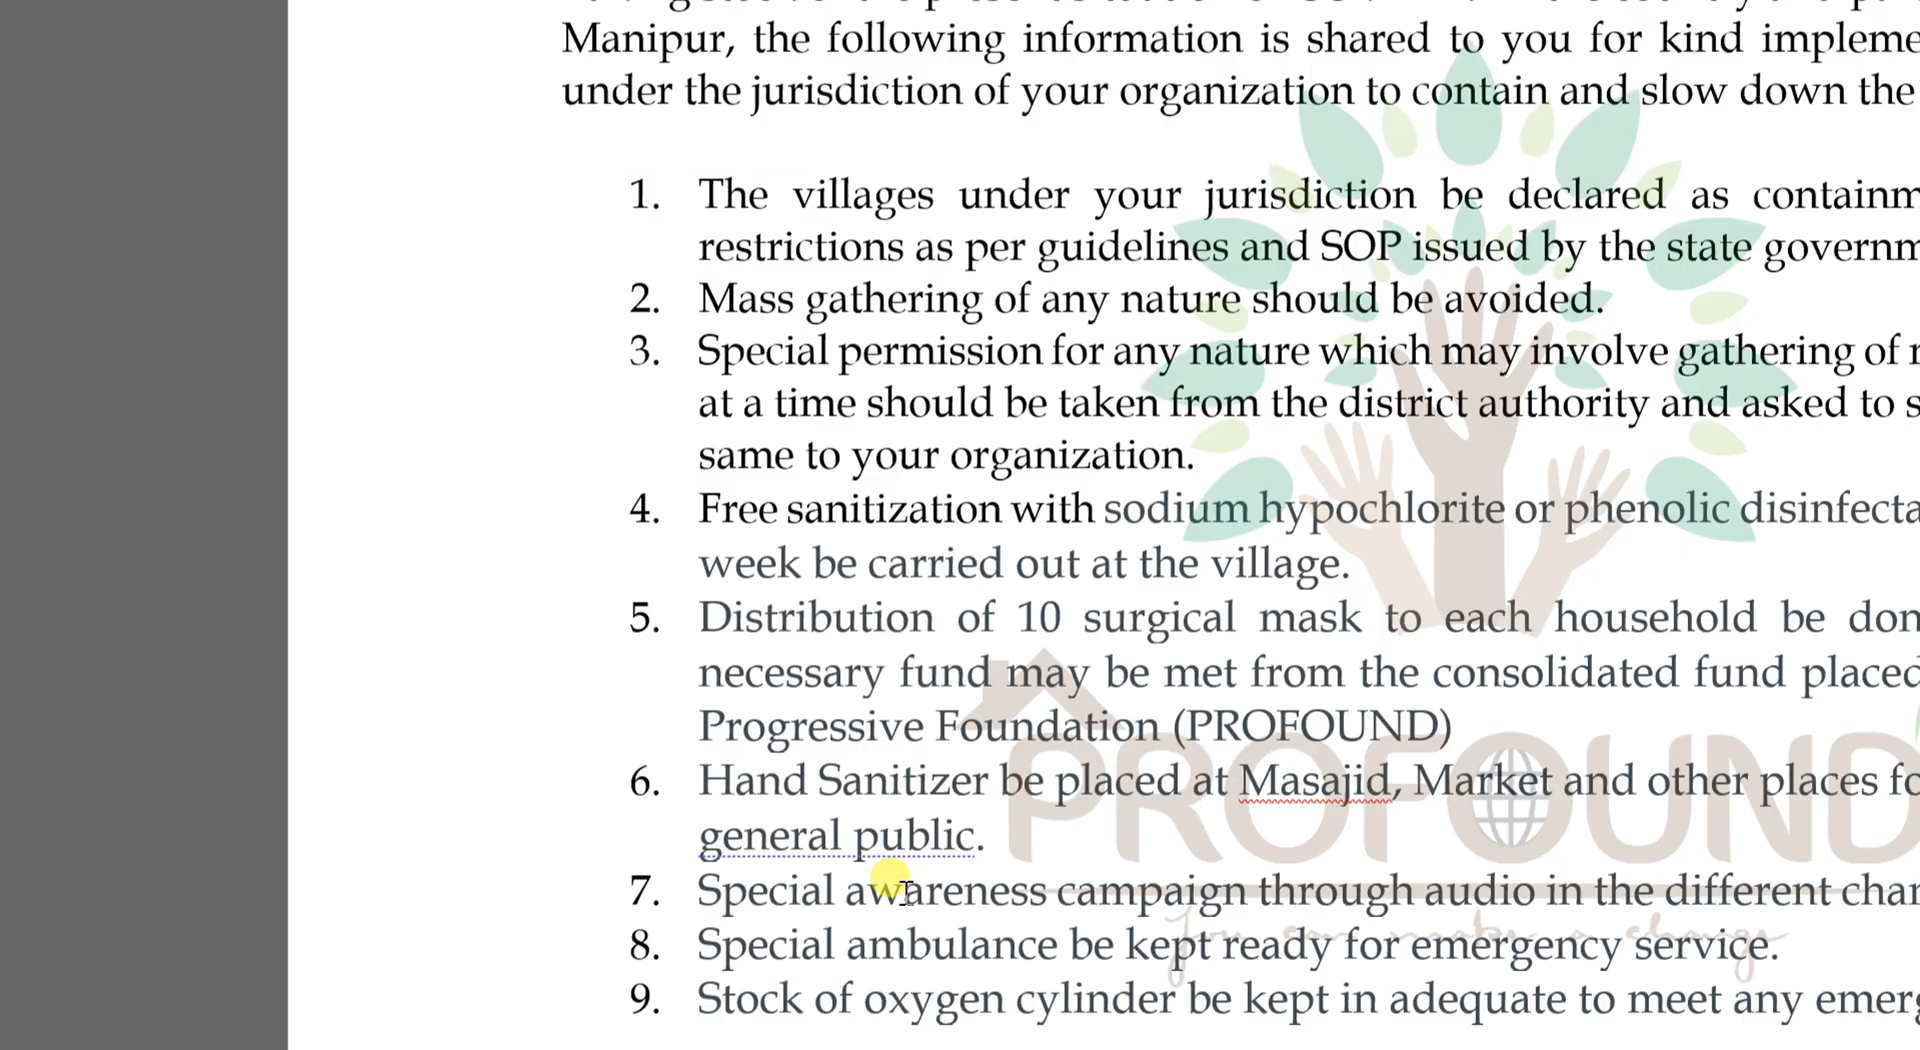 Manipur, the following information is shared to you for kind impleme
under the jurisdiction of your organization to contain and slow down the
1. The villages under your jurisdiction be declared as containm
restrictions as per guidelines and SOP issued by the state governm
2. Mass gathering of any nature should be avoided.
3. Special permission for any nature which may involve gathering of
at a time should be taken from the district authority and asked to s
same to your organization.
4. Free sanitization with sodium hypochlorite or phenolic disinfecta
week be carried out at the village.
5. Distribution of 10 surgical mask to each household be don
necessary fund may be met from the consolidated fund placed
Progressive Foundation (PROFOUND)
6. Hand Sanitizer be placed at Masajid, Market and other places fo
general public.
PROFOUND
7. Special awareness campaign through audio in the different chan
8. Special ambulance be kept ready for emergency service.
you can make a change
9. Stock of oxygen cylinder be kept in adequate to meet any emerg